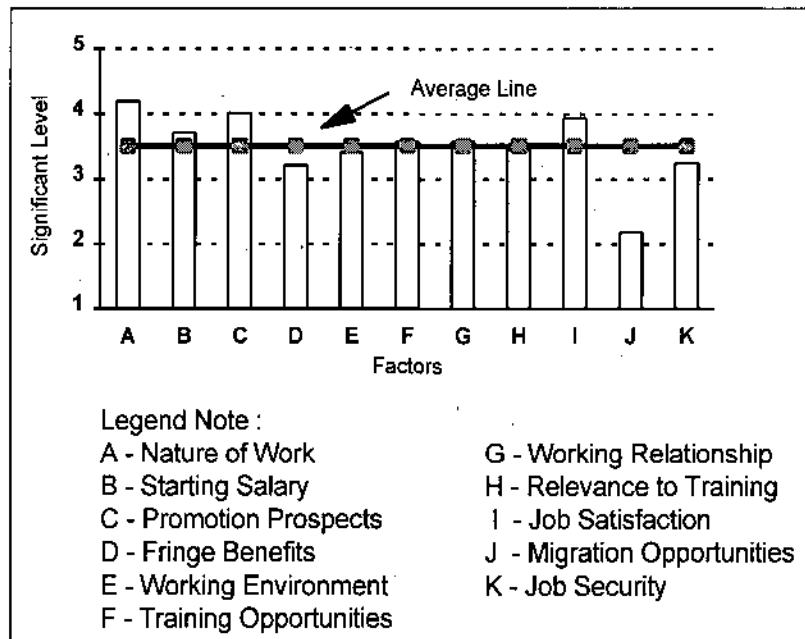 5
4
3
2
1
Significant Level
Average Line
A B C D E F G H I J K
Factors
Legend Note :
A - Nature of Work
B - Starting Salary
C - Promotion Prospects
D - Fringe Benefits
E - Working Environment
F - Training Opportunities
G - Working Relationship
H - Relevance to Training
I - Job Satisfaction
J - Migration Opportunities
K - Job Security